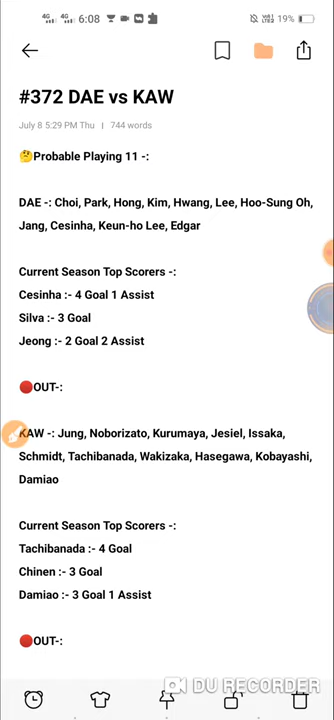 4G 4G 6:08 19%
#372 DAE vs KAW
July 8 5:29 PM Thu | 744 words
🤔Probable Playing 11 -:
DAE -: Choi, Park, Hong, Kim, Hwang, Lee, Hoo-Sung Oh,
Jang, Cesinha, Keun-ho Lee, Edgar
Current Season Top Scorers -:
Cesinha :- 4 Goal 1 Assist
Silva :- 3 Goal
Jeong :- 2 Goal 2 Assist
🔴OUT-:
KAW -: Jung, Noborizato, Kurumaya, Jesiel, Issaka,
Schmidt, Tachibanada, Wakizaka, Hasegawa, Kobayashi,
Damiao
Current Season Top Scorers -:
Tachibanada :- 4 Goal
Chinen :- 3 Goal
Damiao :- 3 Goal 1 Assist
🔴OUT-:
DU RECORDER